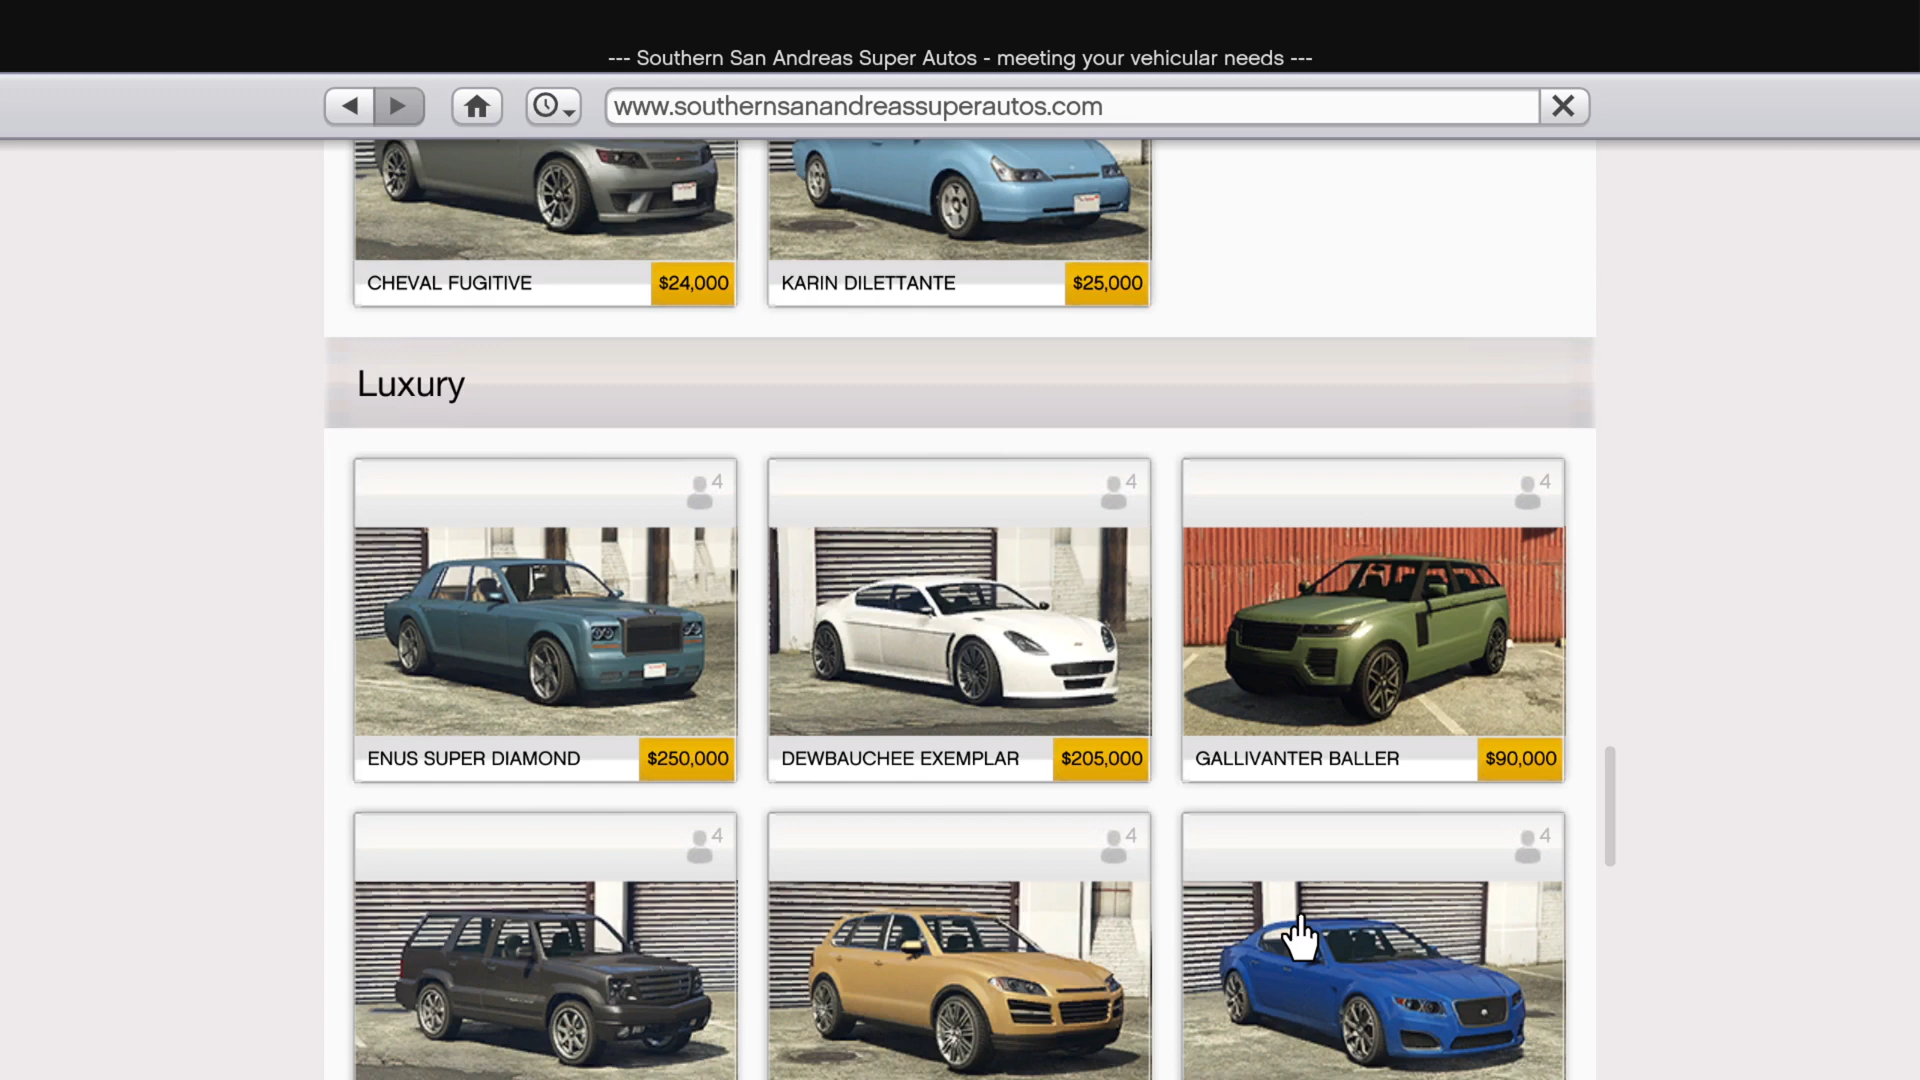 --- Southern San Andreas Super Autos - meeting your vehicular needs ---
www.southernsanandreassuperautos.com
CHEVAL FUGITIVE $24,000 KARIN DILETTANTE $25,000
Luxury
4 4 4
ENUS SUPER DIAMOND $250,000 DEWBAUCHEE EXEMPLAR $205,000 GALLIVANTER BALLER $90,000
4 4 4